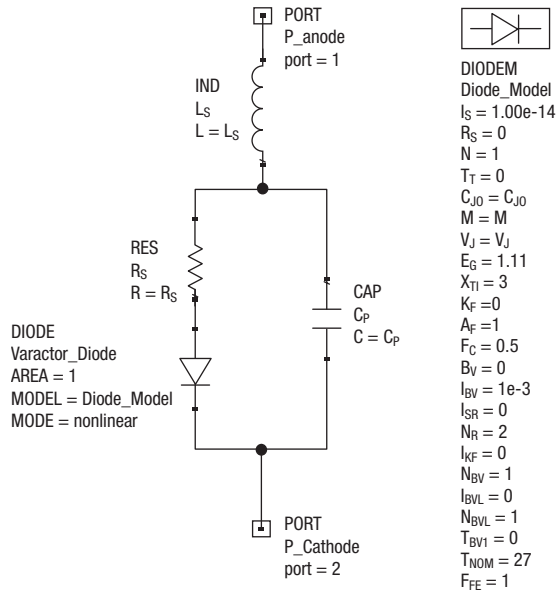 PORT
P_anode
port = 1
IND
LS
L = LS
RES
RS
R = RS
CAP
CP
C = CP
DIODE
Varactor_Diode
AREA = 1
MODEL = Diode_Model
MODE = nonlinear
PORT
P_Cathode
port = 2
DIODEM
Diode_Model
IS = 1.00e-14
RS = 0
N = 1
TT = 0
CJO = CJO
M = M
VJ = VJ
EG = 1.11
XTI = 3
KF =0
AF =1
FC = 0.5
BV = 0
IBV = 1e-3
ISR = 0
NR = 2
IKF = 0
NBV = 1
IBVL = 0
NBVL = 1
TBV1 = 0
TNOM = 27
FFE = 1